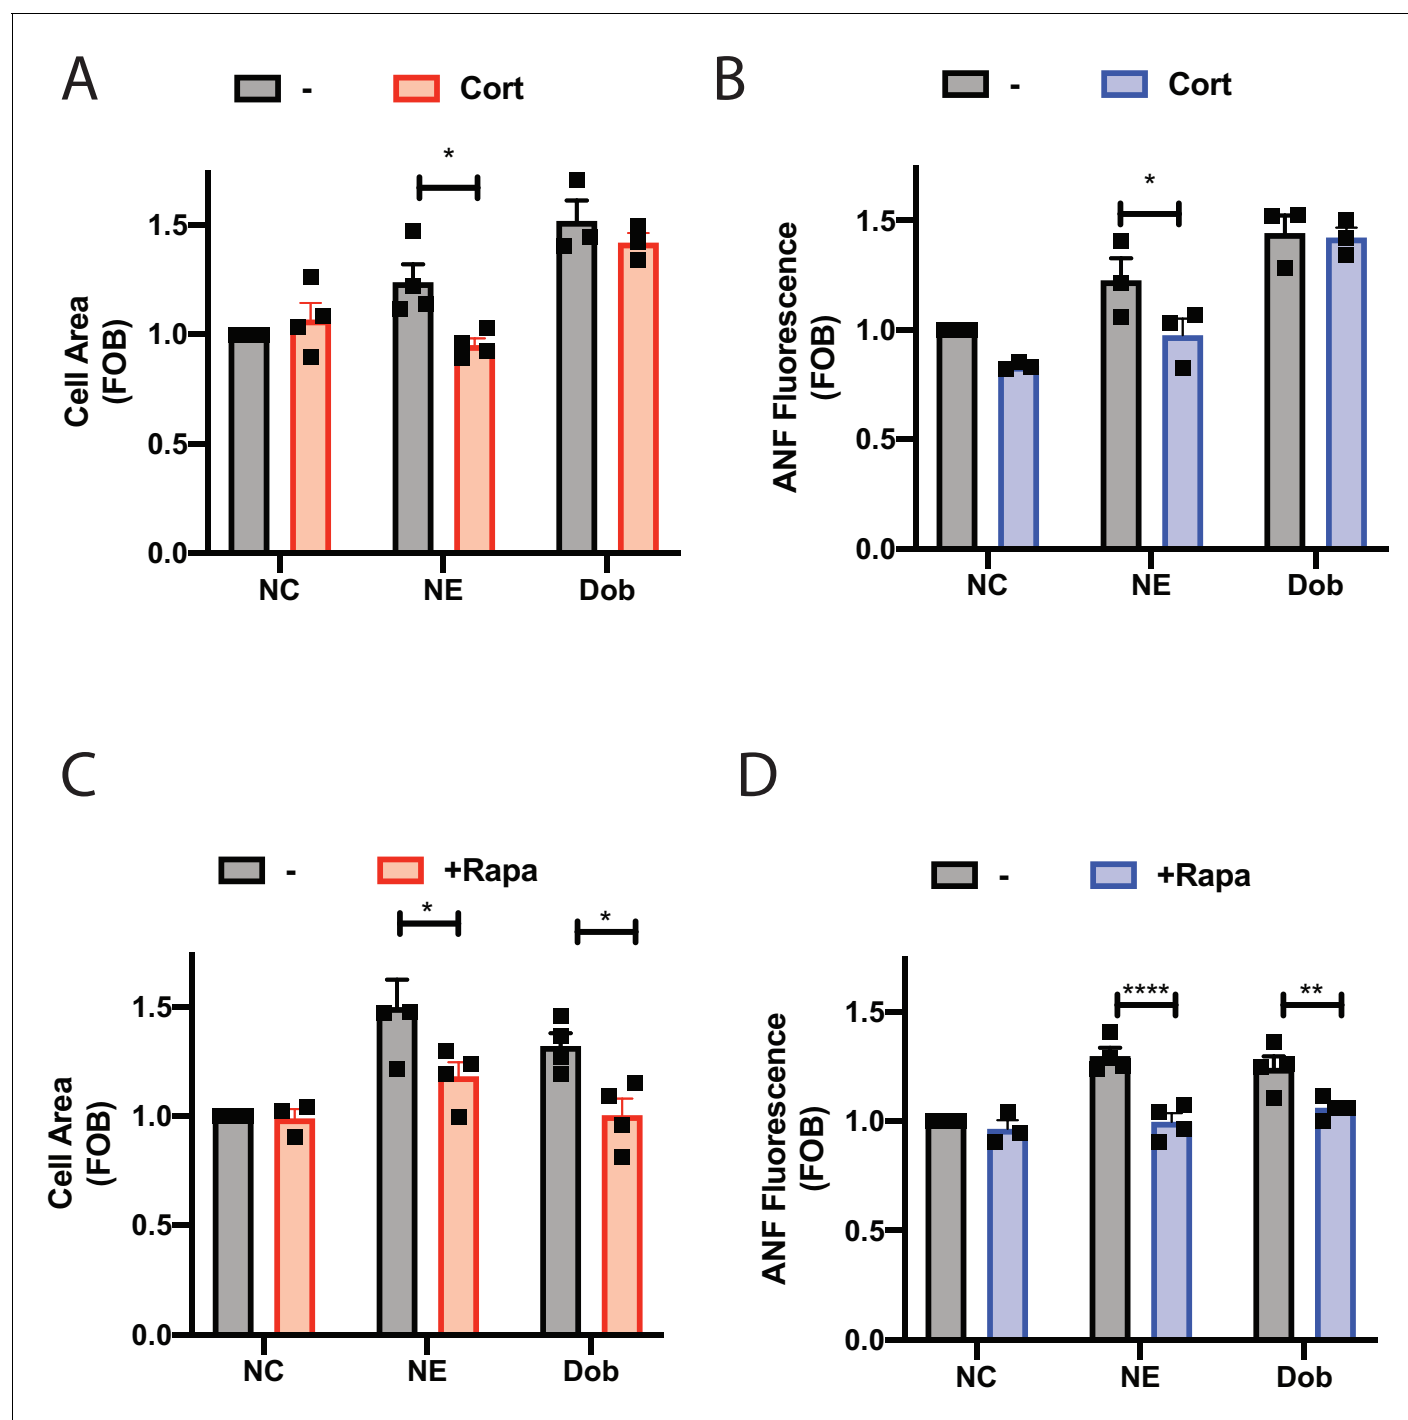 A
- Cort
*
Cell Area
(FOB)
1.5
1.0
0.5
0.0
NC NE Dob
B
- Cort
*
ANF Fluorescence
(FOB)
1.5
1.0
0.5
0.0
NC NE Dob
C
- +Rapa
* *
Cell Area
(FOB)
1.5
1.0
0.5
0.0
NC NE Dob
D
- +Rapa
**** **
ANF Fluorescence
(FOB)
1.5
1.0
0.5
0.0
NC NE Dob